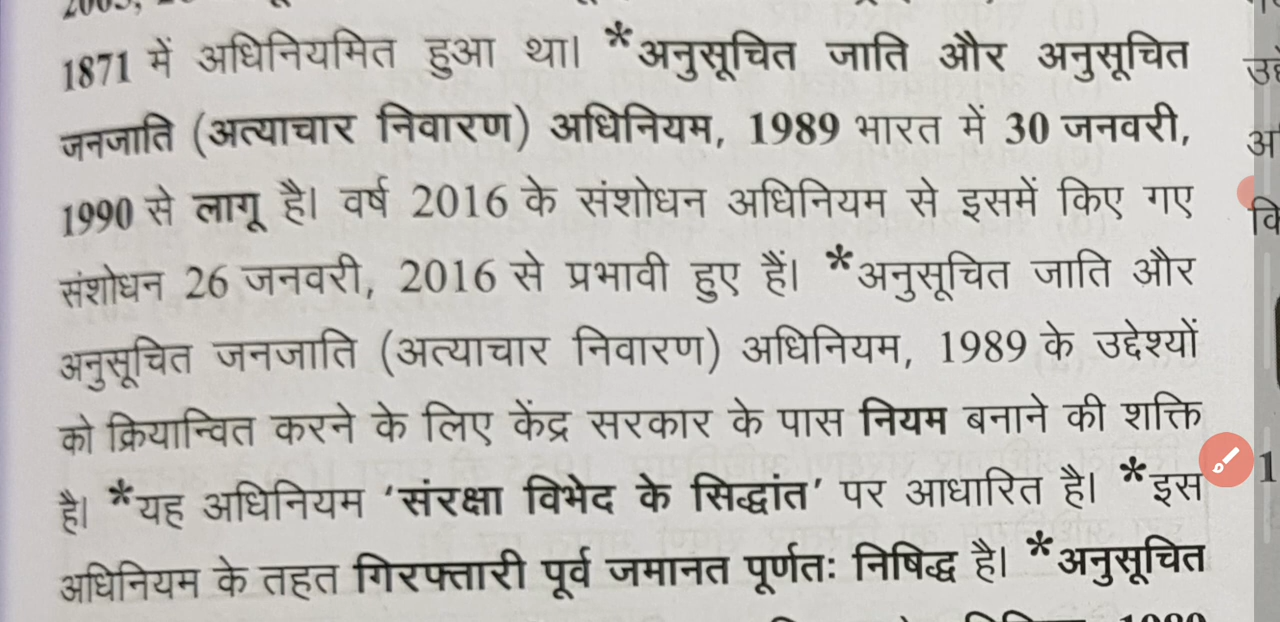 1871 में अधिनियमित हुआ था। *अनुसूचित जाति और अनुसूचित
जनजाति (अत्याचार निवारण) अधिनियम, 1989 भारत में 30 जनवरी,
1990 से लागू है। वर्ष 2016 के संशोधन अधिनियम से इसमें किए गए
संशोधन 26 जनवरी, 2016 से प्रभावी हुए हैं। *अनुसूचित जाति और
अनुसूचित जनजाति (अत्याचार निवारण) अधिनियम, 1989 के उद्देश्यों
को क्रियान्वित करने के लिए केंद्र सरकार के पास नियम बनाने की शक्ति
है। *यह अधिनियम ‘संरक्षा विभेद के सिद्धांत’ पर आधारित है। *इस
अधिनियम के तहत गिरफ्तारी पूर्व जमानत पूर्णतः निषिद्ध है। *अनुसूचित